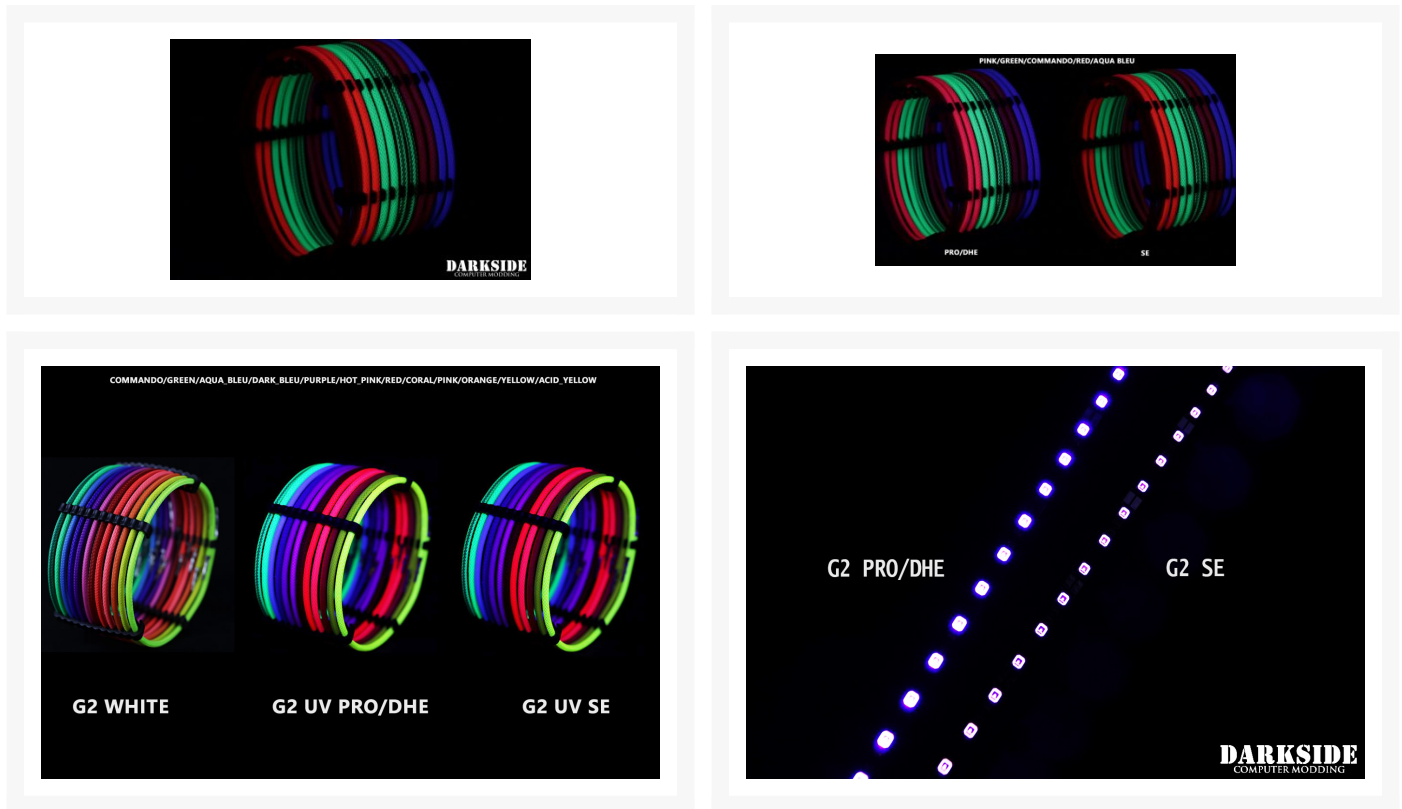 DARKSIDE
COMPUTER MODDING
PINK/GREEN/COMMANDO/RED/AQUA BLEU
PRO/DHE
SE
COMMANDO/GREEN/AQUA_BLEU/DARK_BLEU/PURPLE/HOT_PINK/RED/CORAL/PINK/ORANGE/YELLOW/ACID_YELLOW
G2 WHITE
G2 UV PRO/DHE
G2 UV SE
G2 PRO/DHE
G2 SE
DARKSIDE
COMPUTER MODDING